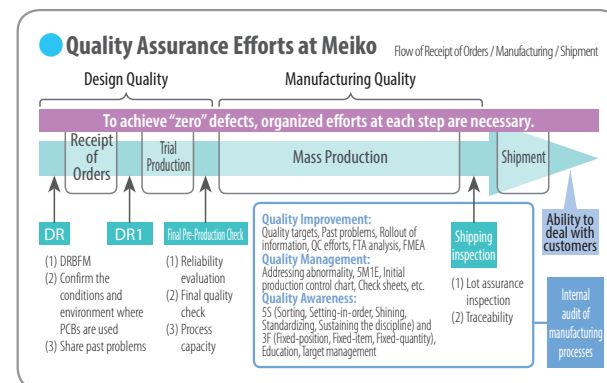 Quality Assurance Efforts at Meiko
Flow of Receipt of Orders / Manufacturing / Shipment
Design Quality
Manufacturing Quality
To achieve “zero” defects, organized efforts at each step are necessary.
Receipt
of
Orders
Trial
Production
Mass Production
Shipment
DR
(1) DRBFM
(2) Confirm the
conditions and
environment where
PCBs are used
(3) Share past problems
DR1
Final Pre-Production Check
(1) Reliability
evaluation
(2) Final quality
check
(3) Process
capacity
Quality Improvement:
Quality targets, Past problems, Rollout of
information, QC efforts, FTA analysis, FMEA
Quality Management:
Addressing abnormality, 5M1E, Initial
production control chart, Check sheets, etc.
Quality Awareness:
5S (Sorting, Setting-in-order, Shining,
Standardizing, Sustaining the discipline) and
3F (Fixed-position, Fixed-item, Fixed-quantity),
Education, Target management
Shipping
inspection
(1) Lot assurance
inspection
(2) Traceability
Ability to
deal with
customers
Internal
audit of
manufacturing
processes